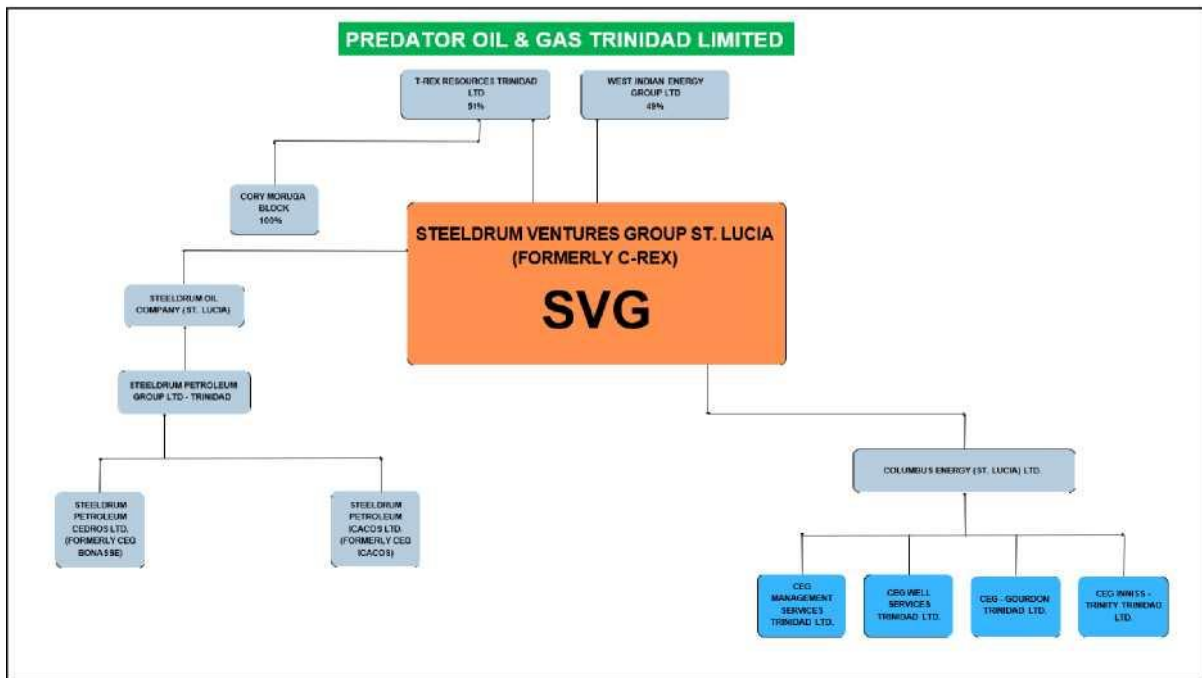 PREDATOR OIL & GAS TRINIDAD LIMITED
T-REX RESOURCES TRINIDAD
LTD
51%
WEST INDIAN ENERGY
GROUP LTD
49%
CORY MORUGA
BLOCK
100%
STEELDRUM VENTURES GROUP ST. LUCIA
(FORMERLY C-REX)
SVG
STEELDRUM OIL
COMPANY (ST. LUCIA)
STEELDRUM PETROLEUM
GROUP LTD - TRINIDAD
STEELDRUM
PETROLEUM
CEDROS LTD.
(FORMERLY CEG
BONASSE)
STEELDRUM
PETROLEUM
ICACOS LTD.
(FORMERLY CEG
ICACOS)
COLUMBUS ENERGY (ST. LUCIA) LTD.
CEG
MANAGEMENT
SERVICES
TRINIDAD LTD.
CEG WELL
SERVICES
TRINIDAD LTD.
CEG - GOURDON
TRINIDAD LTD.
CEG INNISS -
TRINITY TRINIDAD
LTD.